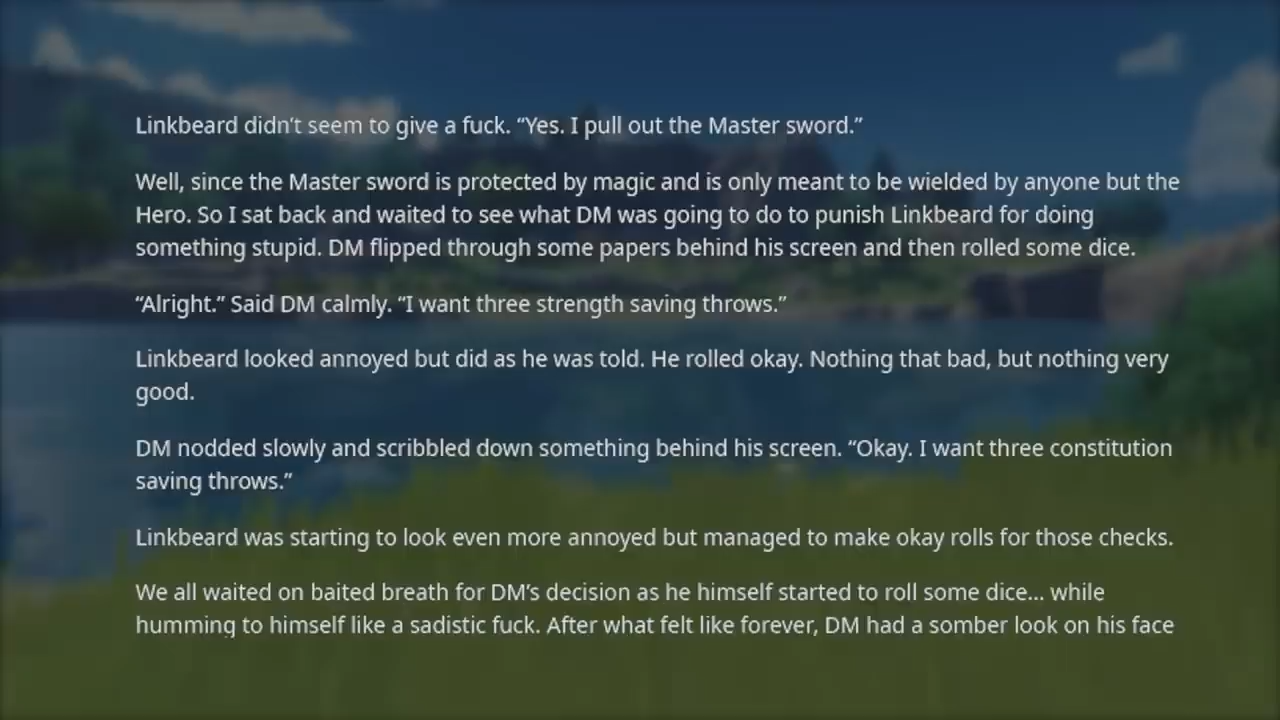 Linkbeard didn't seem to give a fuck. “Yes. I pull out the Master sword.”
Well, since the Master sword is protected by magic and is only meant to be wielded by anyone but the
Hero. So I sat back and waited to see what DM was going to do to punish Linkbeard for doing
something stupid. DM flipped through some papers behind his screen and then rolled some dice.
“Alright.” Said DM calmly. “I want three strength saving throws.”
Linkbeard looked annoyed but did as he was told. He rolled okay. Nothing that bad, but nothing very
good.
DM nodded slowly and scribbled down something behind his screen. “Okay. I want three constitution
saving throws.”
Linkbeard was starting to look even more annoyed but managed to make okay rolls for those checks.
We all waited on baited breath for DM’s decision as he himself started to roll some dice... while
humming to himself like a sadistic fuck. After what felt like forever, DM had a somber look on his face